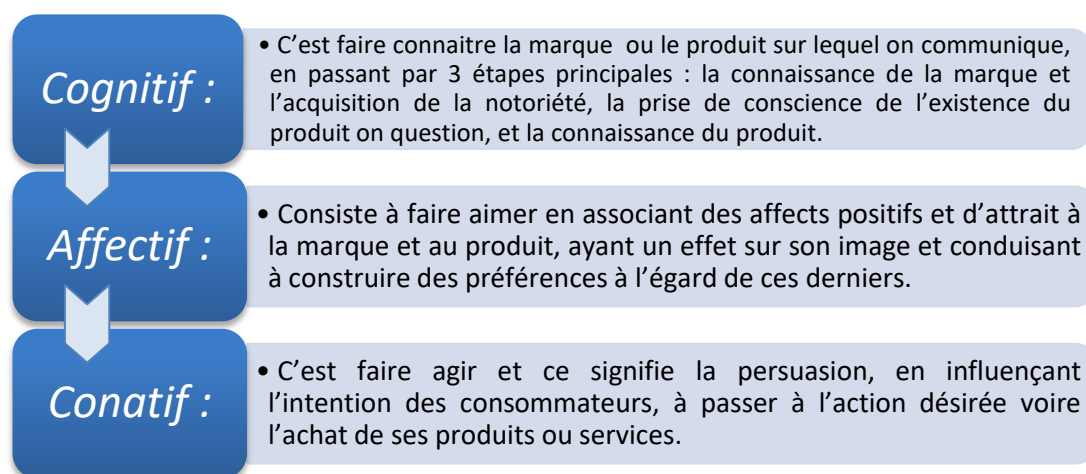 Cognitif :
• C’est faire connaitre la marque ou le produit sur lequel on communique,
en passant par 3 étapes principales : la connaissance de la marque et
l’acquisition de la notoriété, la prise de conscience de l’existence du
produit on question, et la connaissance du produit.
Affectif :
• Consiste à faire aimer en associant des affects positifs et d’attrait à
la marque et au produit, ayant un effet sur son image et conduisant
à construire des préférences à l’égard de ces derniers.
Conatif :
• C’est faire agir et ce signifie la persuasion, en influençant
l’intention des consommateurs, à passer à l’action désirée voire
l’achat de ses produits ou services.